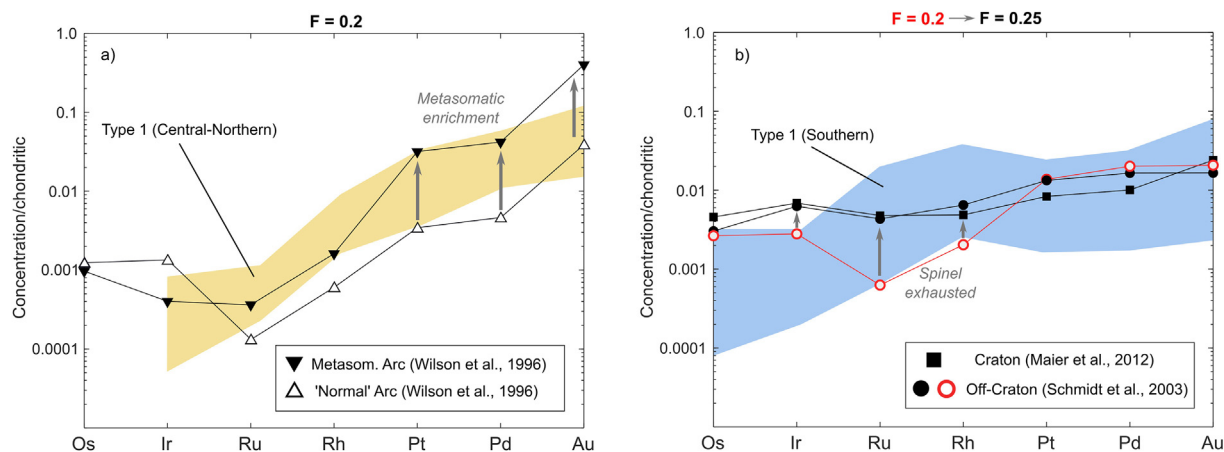 F = 0.2
a)
Concentration/chondritic
1.0
0.1
0.01
0.001
0.0001
Type 1 (Central-Northern)
Metasomatic
enrichment
Metasom. Arc (Wilson et al., 1996)
'Normal' Arc (Wilson et al., 1996)
Os Ir Ru Rh Pt Pd Au
F = 0.2 → F = 0.25
b)
Concentration/chondritic
1.0
0.1
0.01
0.001
0.0001
Type 1 (Southern)
Spinel
exhausted
Craton (Maier et al., 2012)
Off-Craton (Schmidt et al., 2003)
Os Ir Ru Rh Pt Pd Au